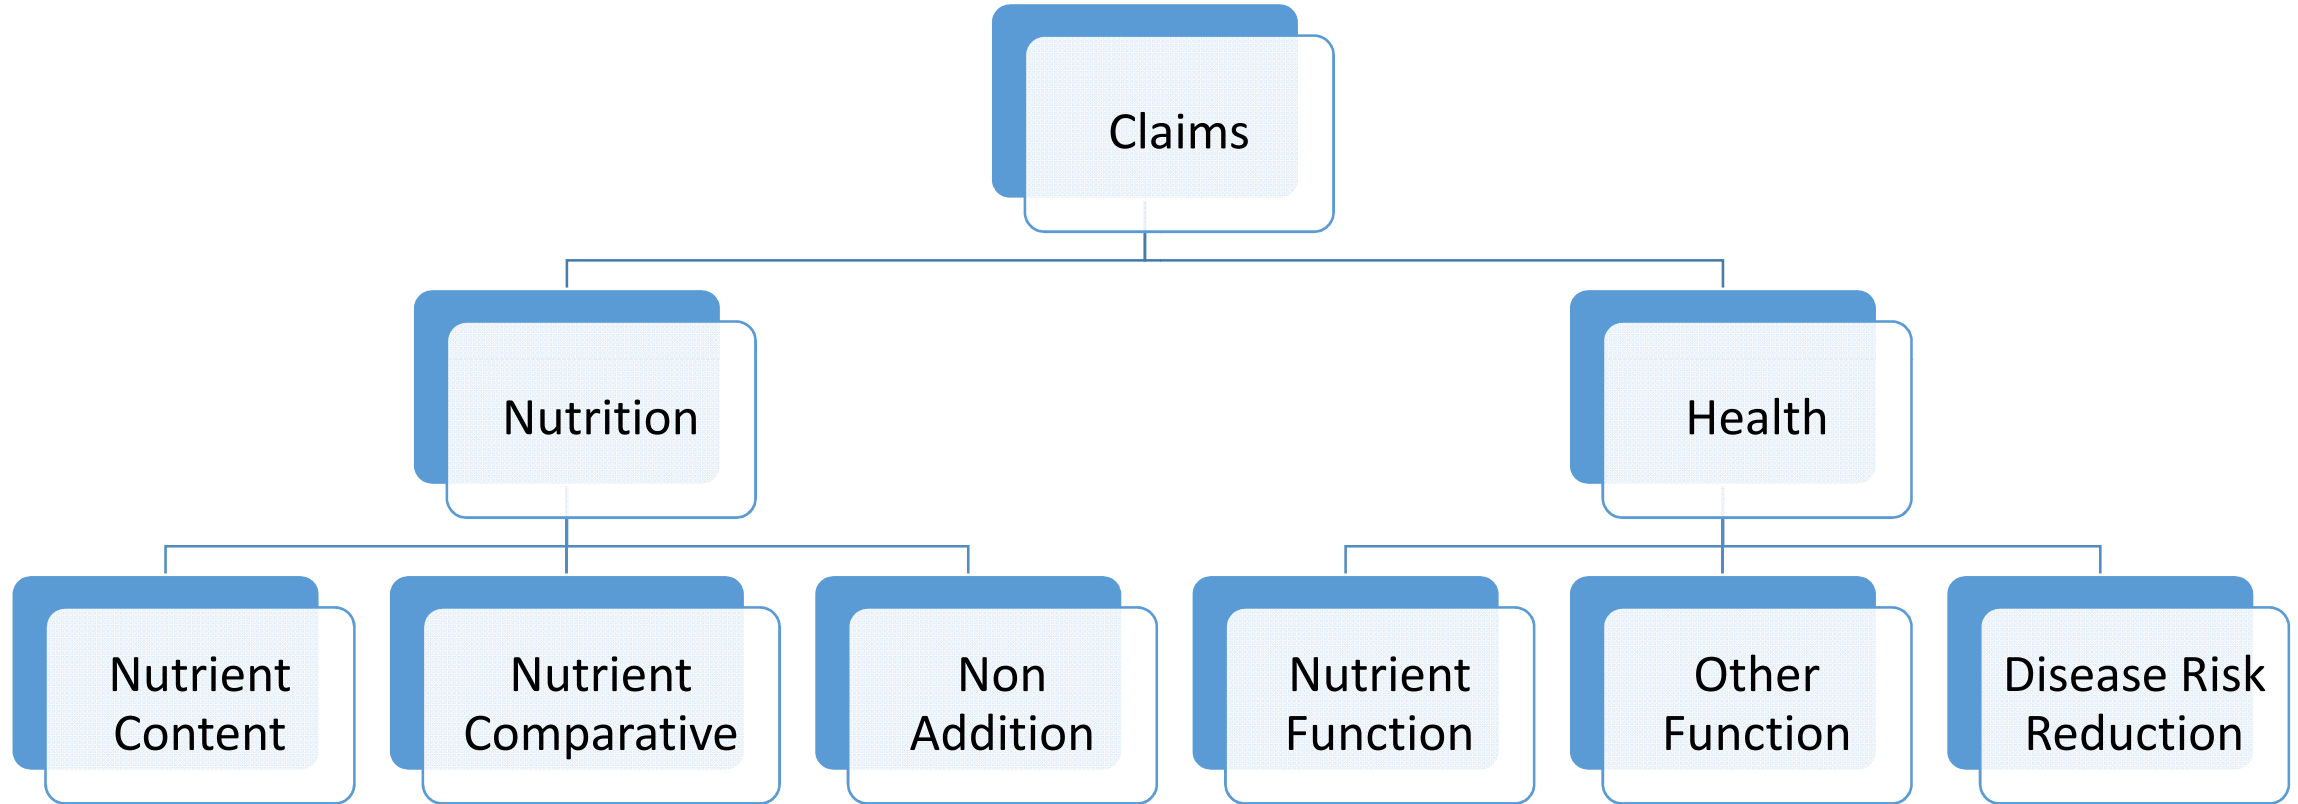 Claims
Nutrition
Health
Nutrient
Content
Nutrient
Comparative
Non
Addition
Nutrient
Function
Other
Function
Disease Risk
Reduction